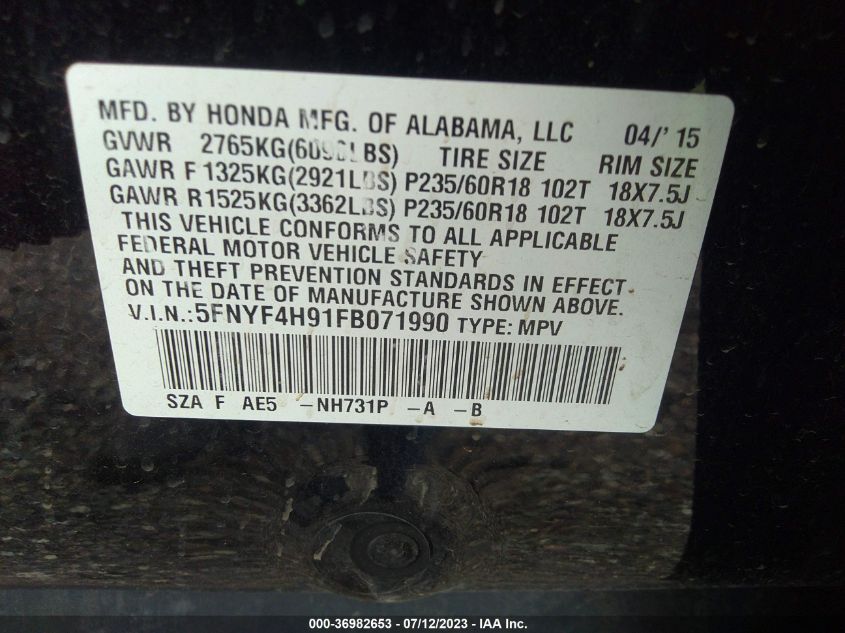 MFD. BY HONDA MFG. OF ALABAMA, LLC 04/' 15
GVWR 2765KG( LBS) TIRE SIZE RIM SIZE
GAWR F 1325KG(2921LBS) P235/60R18 102T 18X7.5J
GAWR R1525KG(3362LBS) P235/60R18 102T 18X7.5J
THIS VEHICLE CONFORMS TO ALL APPLICABLE
FEDERAL MOTOR VEHICLE SAFETY
AND THEFT PREVENTION STANDARDS IN EFFECT
ON THE DATE OF MANUFACTURE SHOWN ABOVE.
V.I.N.:5FNYF4H91FB071990 TYPE: MPV
SZA F AE5 -NH731P -A -B
000-36982653 - 07/12/2023 - © IAA Inc.